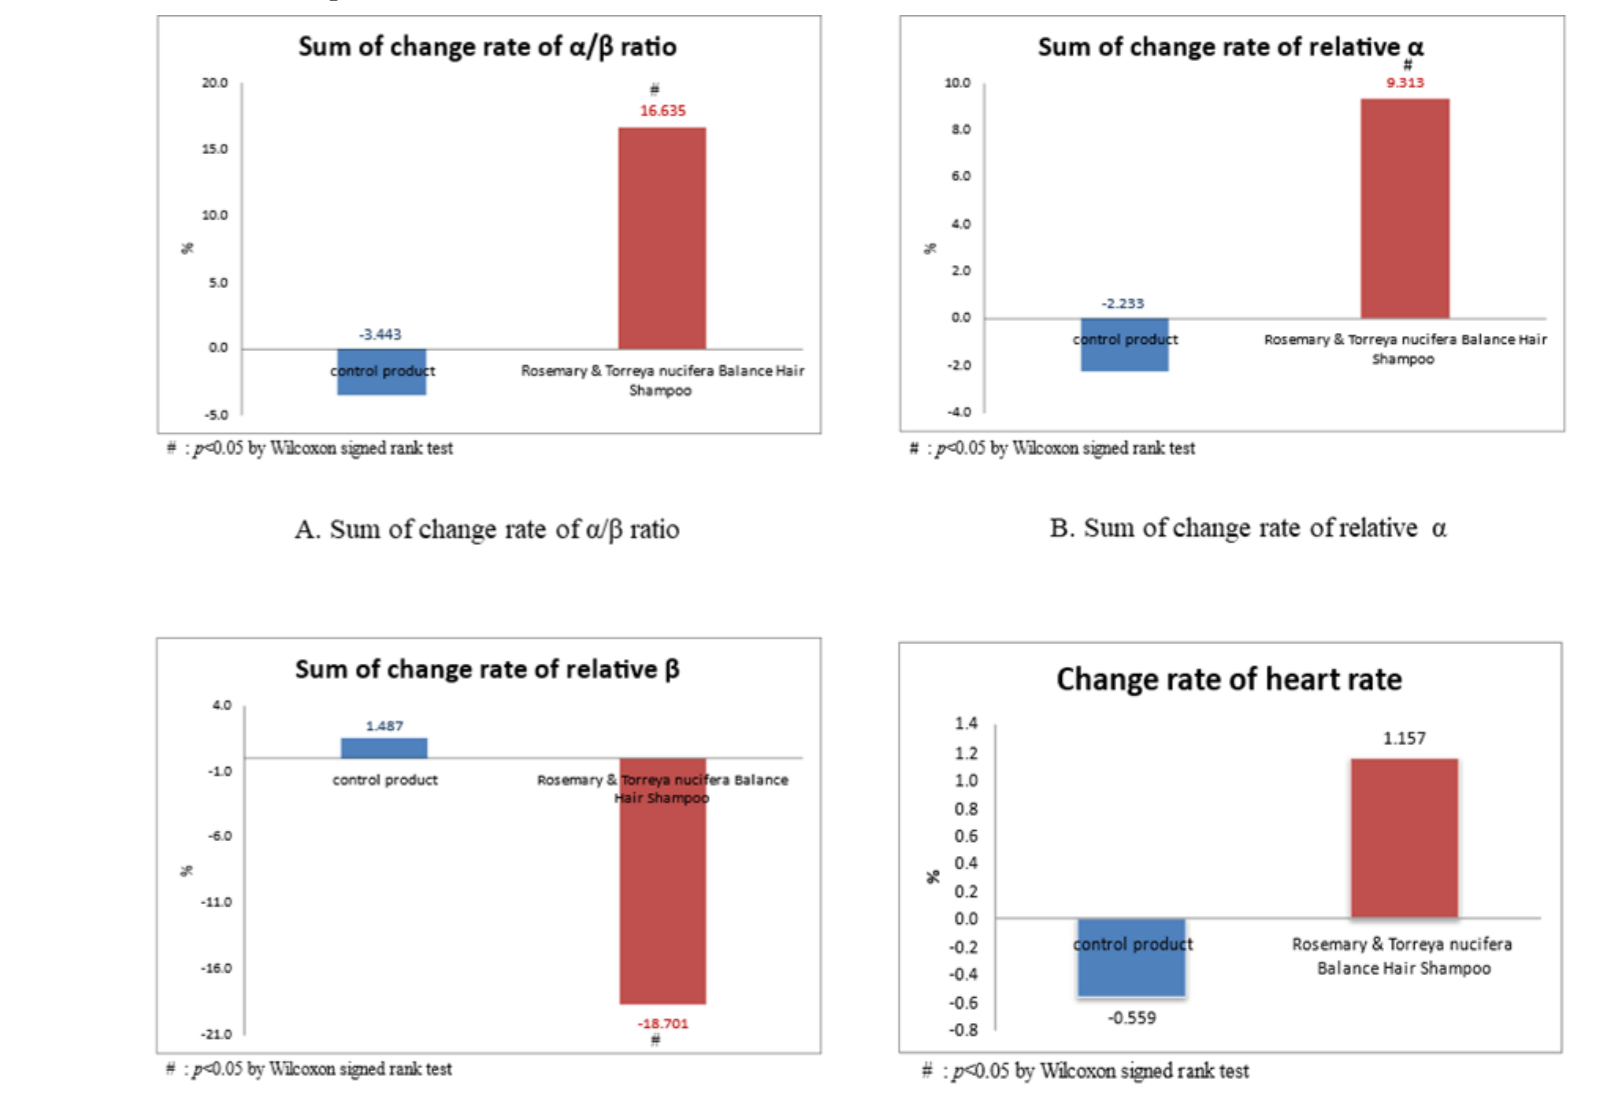 Sum of change rate of α/β ratio
20.0
15.0
10.0
5.0
0.0
-5.0
%
#
16.635
-3.443
control product
Rosemary & Torreya nucifera Balance Hair
Shampoo
# : p<0.05 by Wilcoxon signed rank test
A. Sum of change rate of α/β ratio
Sum of change rate of relative α
10.0
8.0
6.0
4.0
2.0
0.0
-2.0
-4.0
%
#
9.313
-2.233
control product
Rosemary & Torreya nucifera Balance Hair
Shampoo
# : p<0.05 by Wilcoxon signed rank test
B. Sum of change rate of relative α
Sum of change rate of relative β
4.0
-1.0
-6.0
-11.0
-16.0
-21.0
%
1.487
control product
Rosemary & Torreya nucifera Balance
Hair Shampoo
-18.701
#
# : p<0.05 by Wilcoxon signed rank test
Change rate of heart rate
1.4
1.2
1.0
0.8
0.6
0.4
0.2
0.0
-0.2
-0.4
-0.6
-0.8
%
1.157
control product
Rosemary & Torreya nucifera
Balance Hair Shampoo
-0.559
# : p<0.05 by Wilcoxon signed rank test